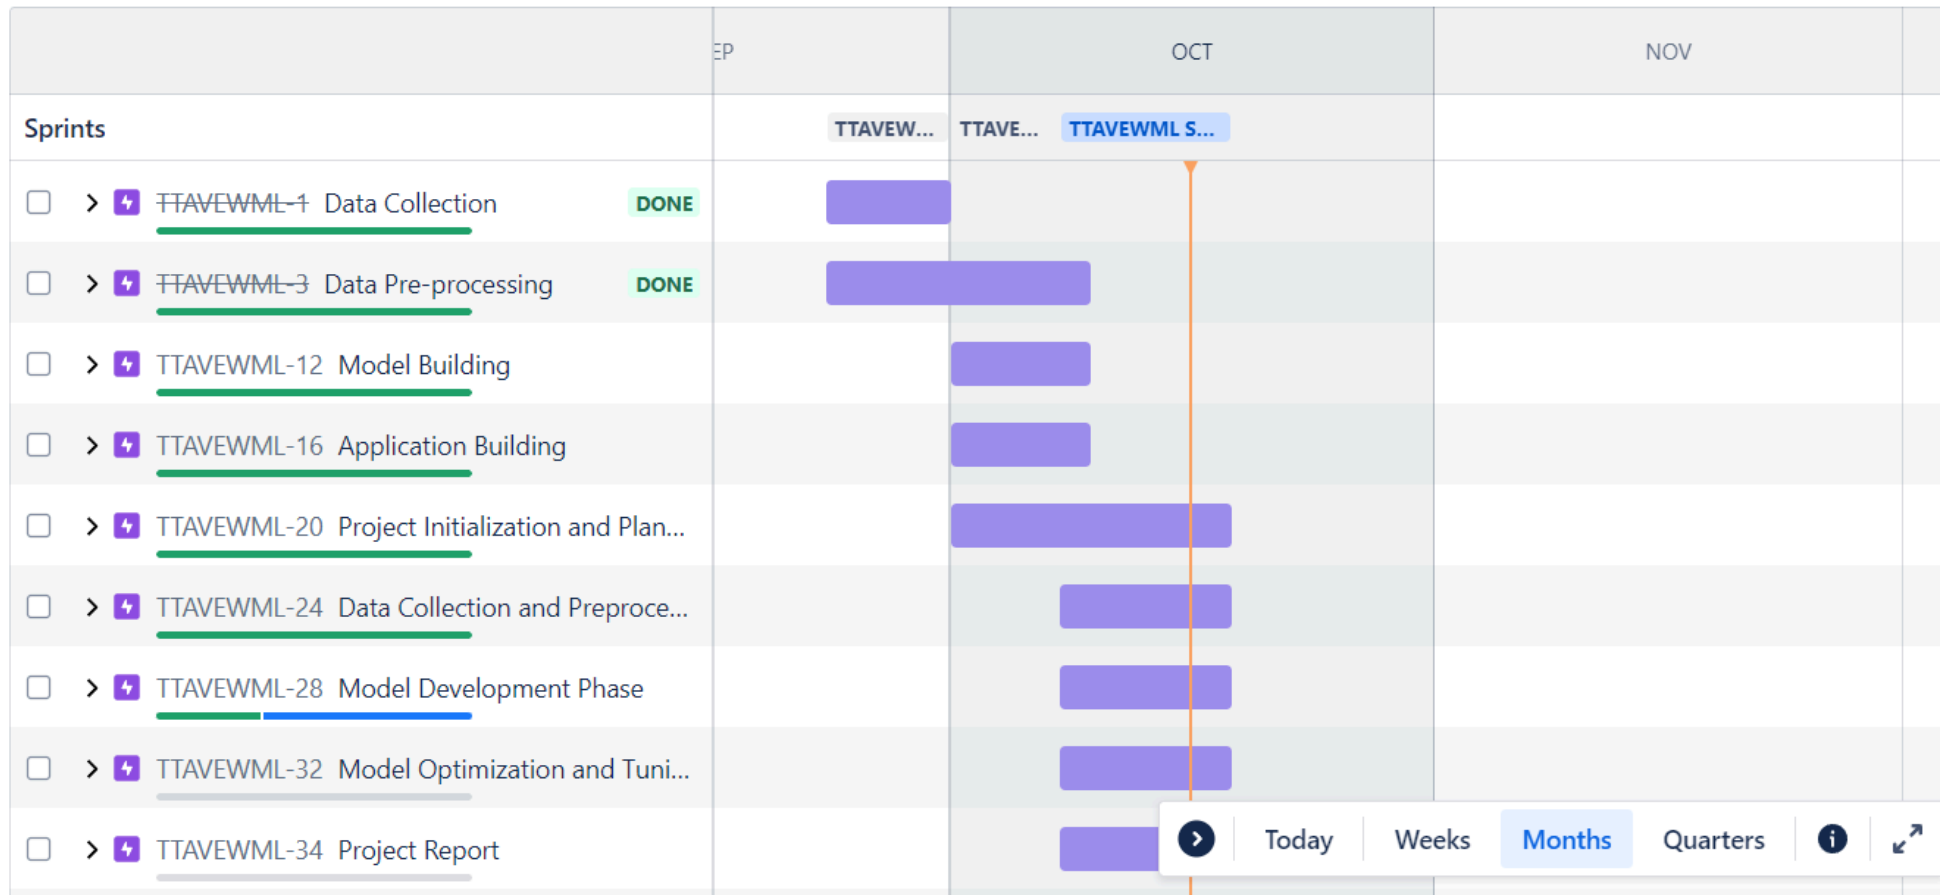 EP OCT NOV
Sprints TTAVEW... TTAVE... TTAVEWML S...
TTAVEWML-1 Data Collection DONE
TTAVEWML-3 Data Pre-processing DONE
TTAVEWML-12 Model Building
TTAVEWML-16 Application Building
TTAVEWML-20 Project Initialization and Plan...
TTAVEWML-24 Data Collection and Preproce...
TTAVEWML-28 Model Development Phase
TTAVEWML-32 Model Optimization and Tuni...
TTAVEWML-34 Project Report
Today Weeks Months Quarters